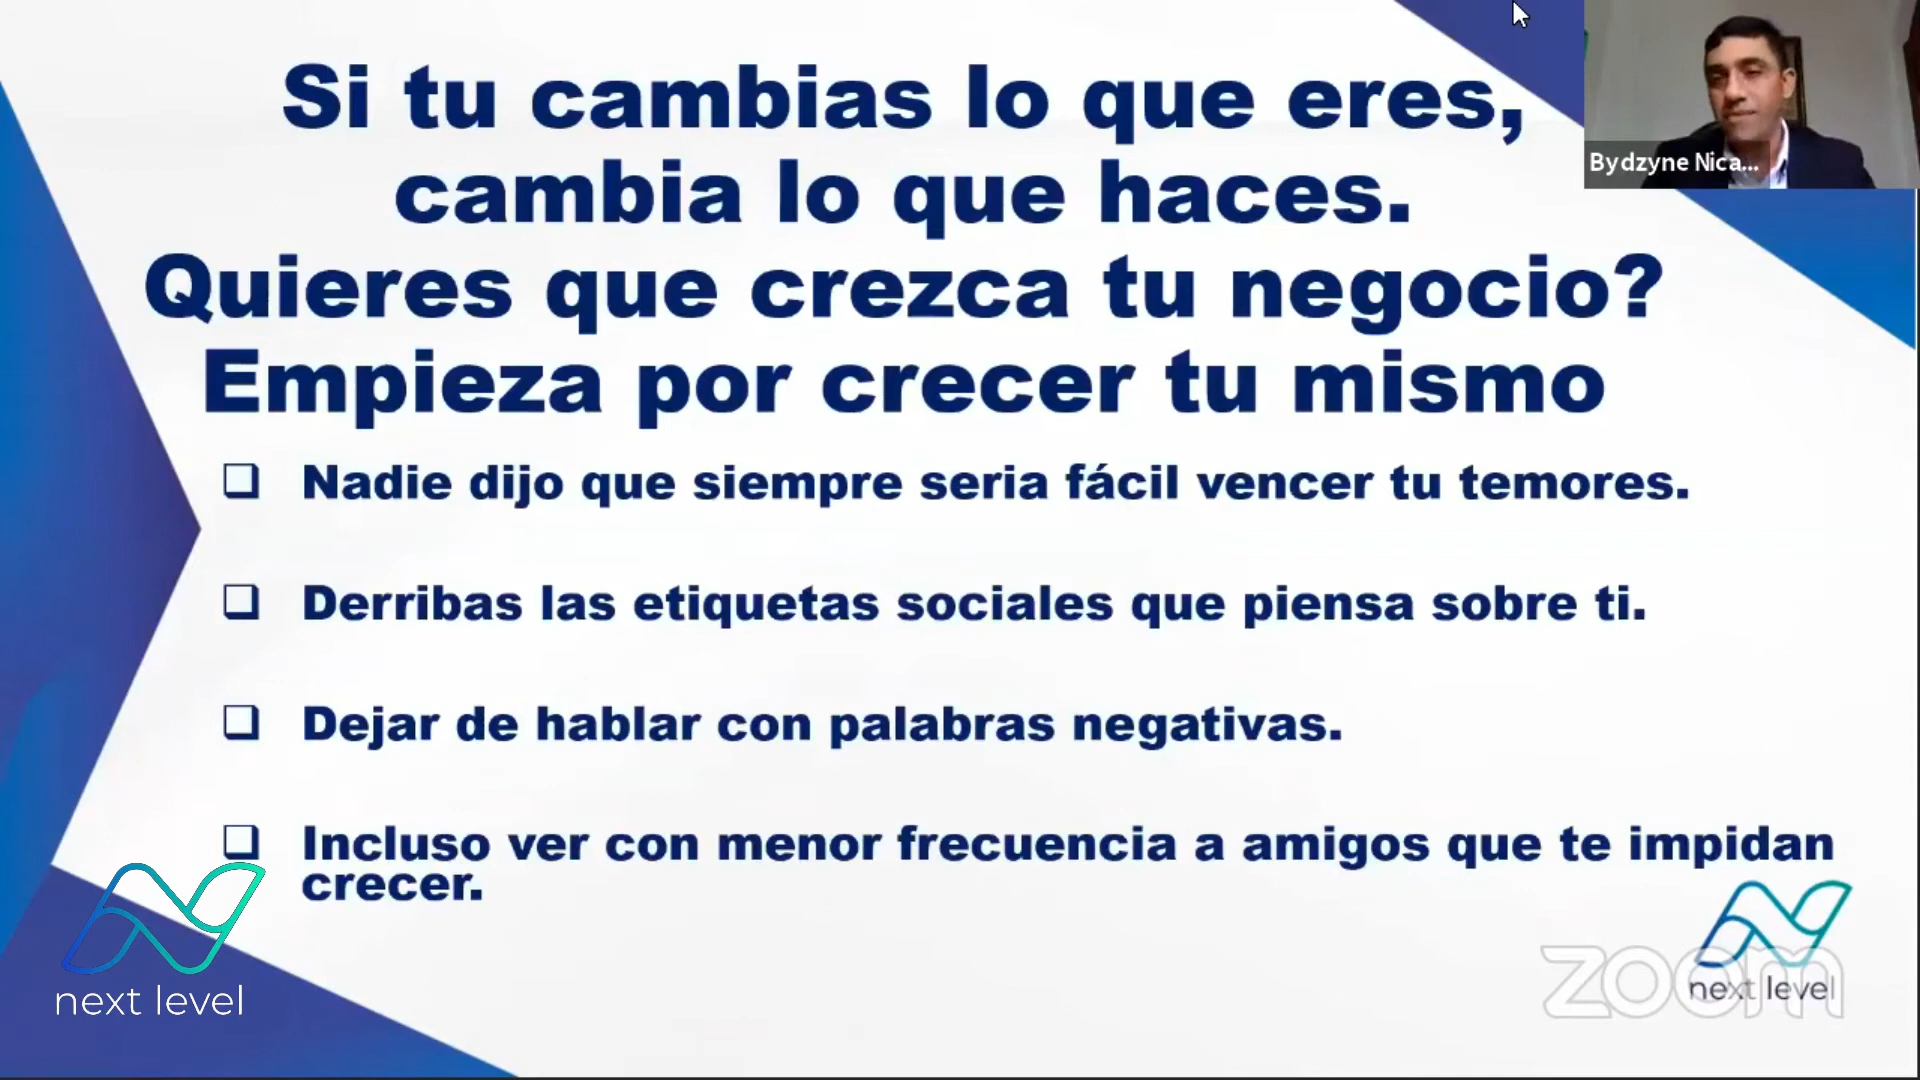 Si tu cambias lo que eres,
cambia lo que haces.
Quieres que crezca tu negocio?
Empieza por crecer tu mismo
Bydzyne Nica...
Nadie dijo que siempre seria fácil vencer tu temores.
Derribas las etiquetas sociales que piensa sobre ti.
Dejar de hablar con palabras negativas.
Incluso ver con menor frecuencia a amigos que te impidan
crecer.
next level
zoom
next level